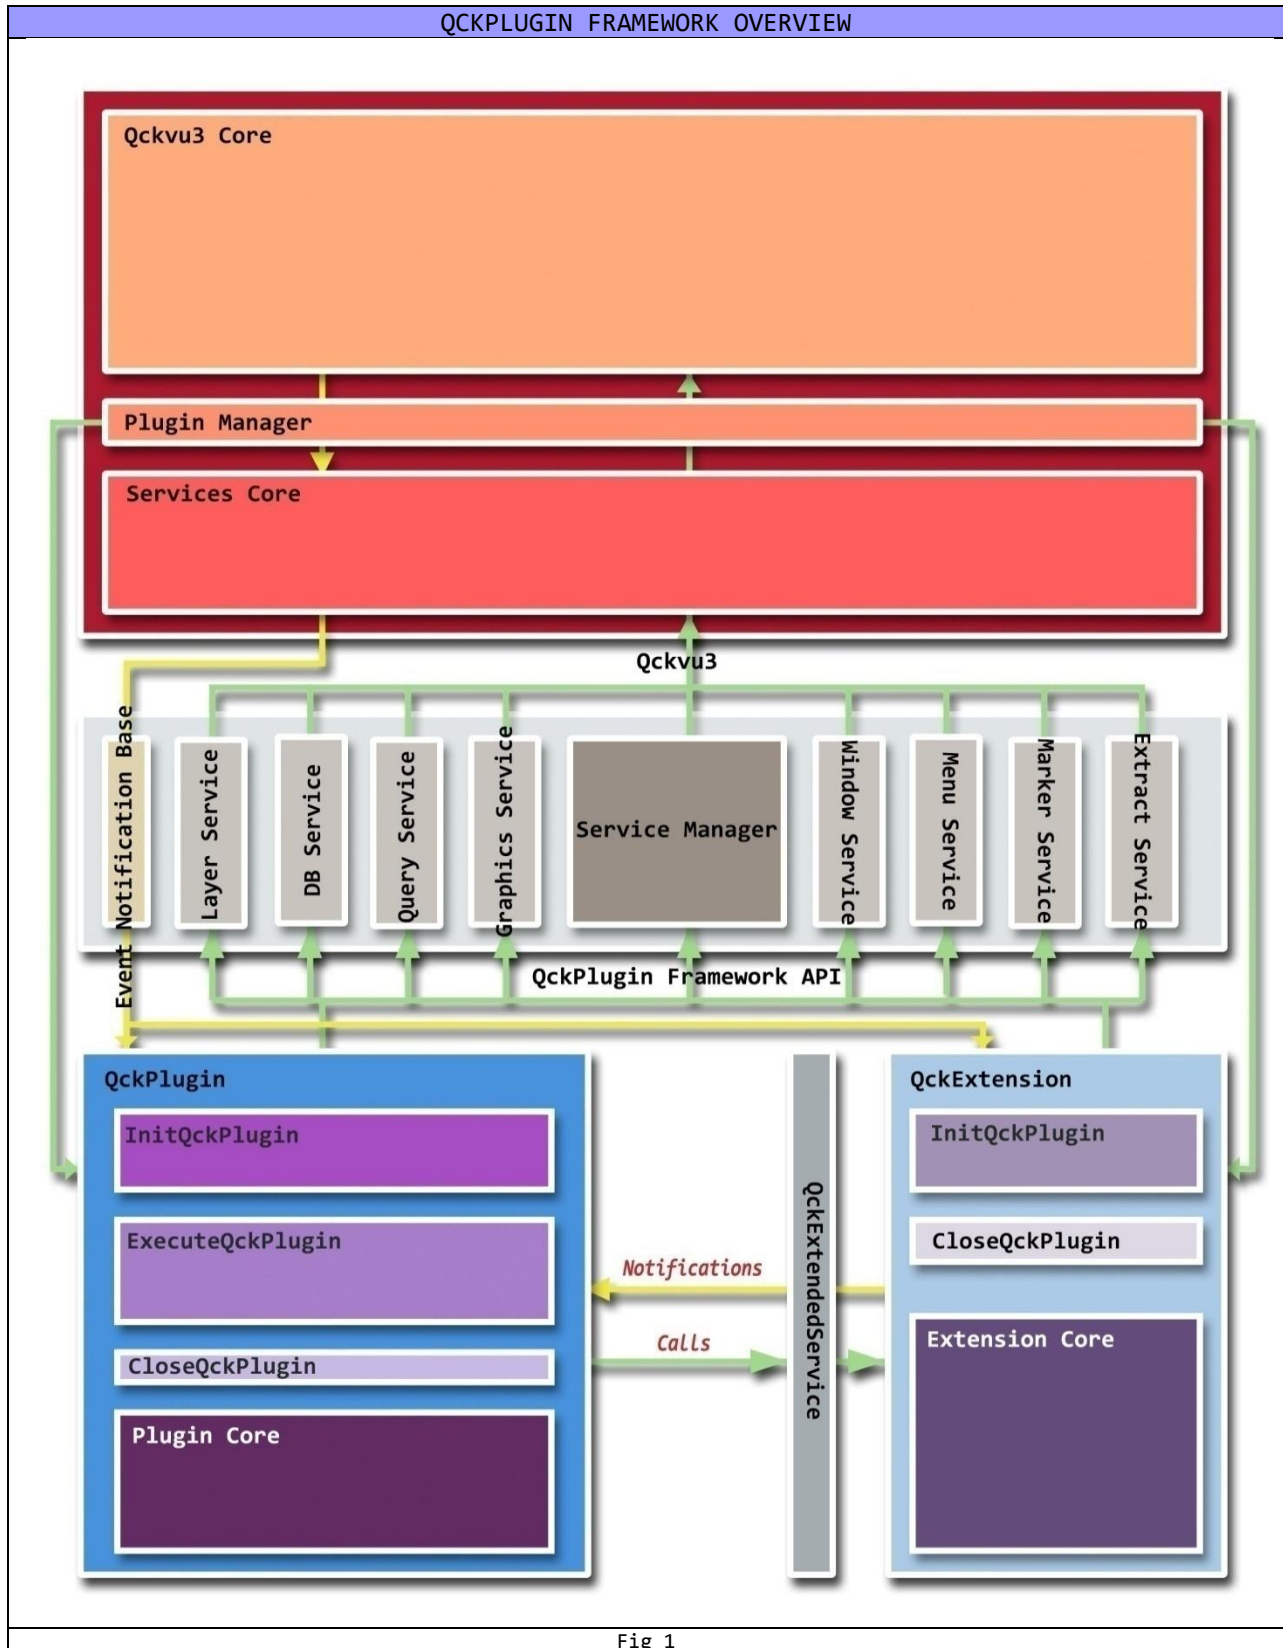 QCKPLUGIN FRAMEWORK OVERVIEW
Qckvu3 Core
Plugin Manager
Services Core
Qckvu3
Event Notification Base
Layer Service
DB Service
Query Service
Graphics Service
Service Manager
Window Service
Menu Service
Marker Service
Extract Service
QckPlugin Framework API
QckPlugin
InitQckPlugin
ExecuteQckPlugin
CloseQckPlugin
Plugin Core
Notifications
Calls
QckExtendedService
QckExtension
InitQckPlugin
CloseQckPlugin
Extension Core
Fig 1